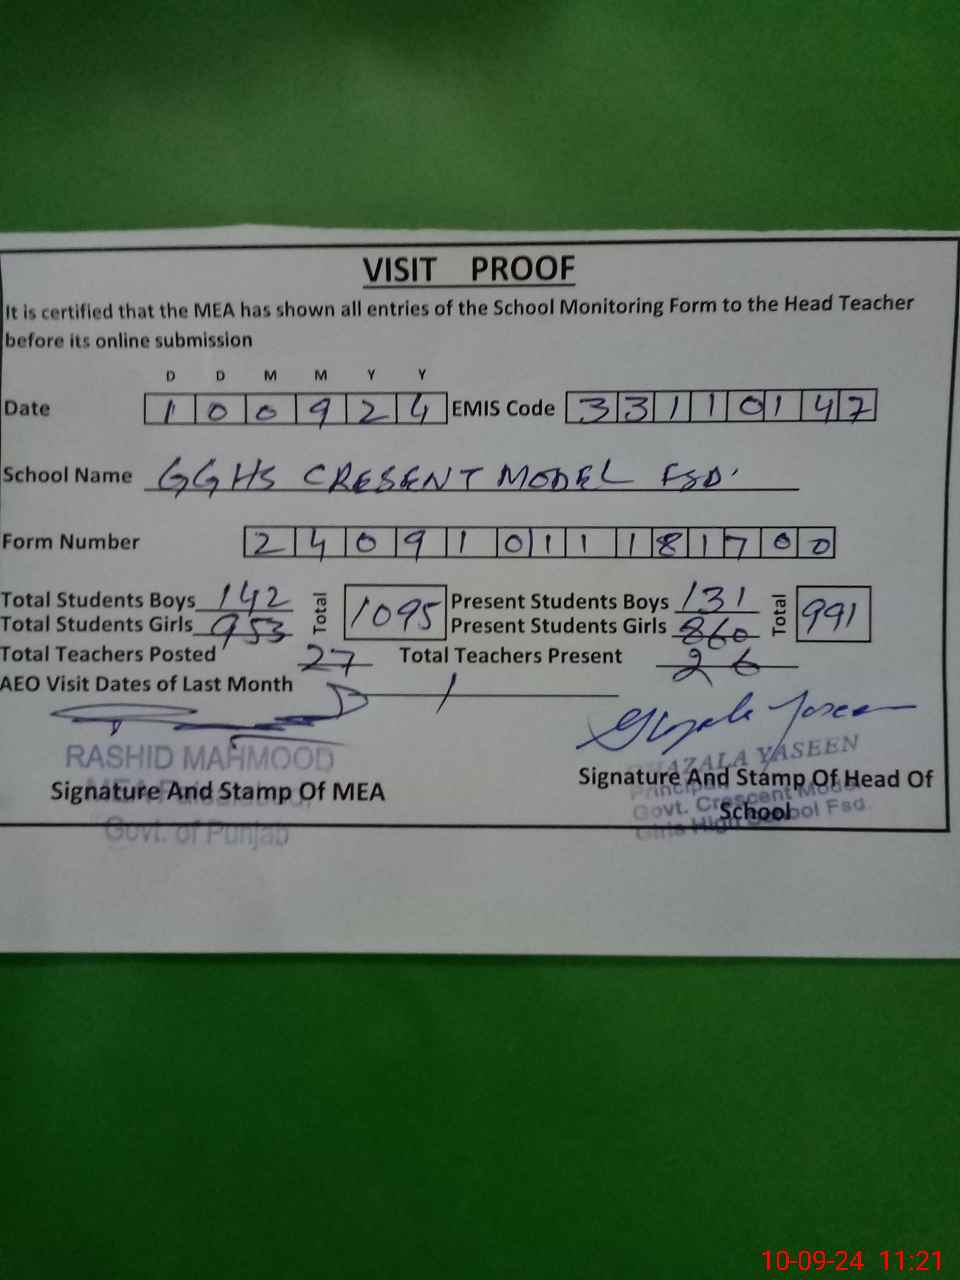 VISIT PROOF
It is certified that the MEA has shown all entries of the School Monitoring Form to the Head Teacher
before its online submission
D D M M Y Y
Date 1 0 0 9 2 4 EMIS Code 3 3 1 1 0 1 4 7
School Name GGHS CRESENT MODEL FSD.
Form Number 2 4 0 9 1 0 1 1 1 8 1 7 0 0
Total Students Boys 142 Total 1095 Present Students Boys 131 Total 991
Total Students Girls 953 Present Students Girls 860
Total Teachers Posted 27 Total Teachers Present 26
AEO Visit Dates of Last Month
RASHID MAHMOOD
GHAZALA YASEEN
Signature And Stamp Of MEA
Signature And Stamp Of Head Of
School
Principal
Govt. Crescent Model
Girls High School Fsd.
Govt. of Punjab
10-09-24 11:21